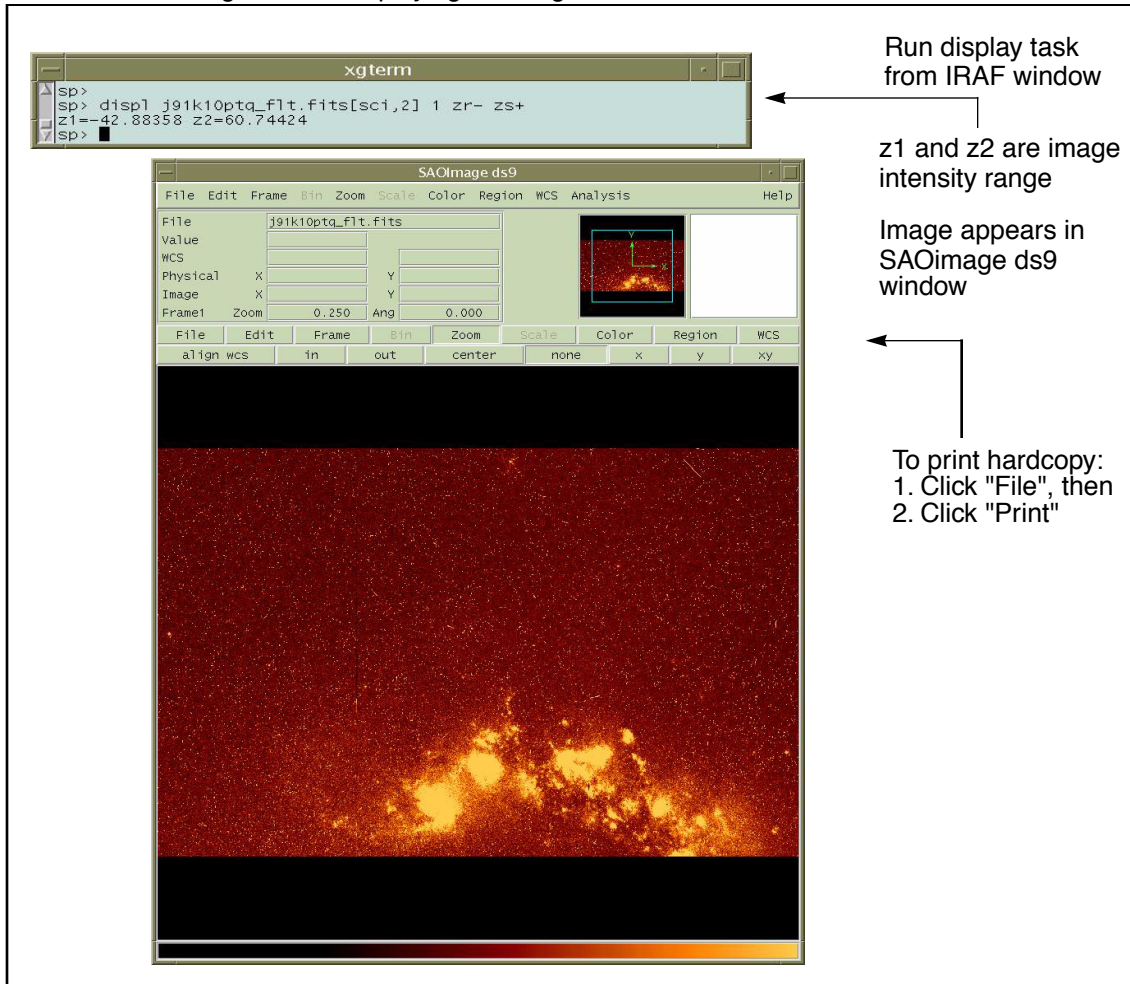 xgterm
sp>
sp> displ j91k10ptq_flt.fits[sci,2] 1 zr- zs+
z1=-42.88358 z2=60.74424
sp>
Run display task
from IRAF window
z1 and z2 are image
intensity range
Image appears in
SAOimage ds9
window
To print hardcopy:
1. Click "File", then
2. Click "Print"
SAOImage ds9
File Edit Frame Bin Zoom Scale Color Region WCS Analysis Help
File j91k10ptq_flt.fits
Value
WCS
Physical X Y
Image X Y
Frame1 Zoom 0.250 Ang 0.000
Y
X
File Edit Frame Bin Zoom Scale Color Region WCS
align wcs in out center none x y xy